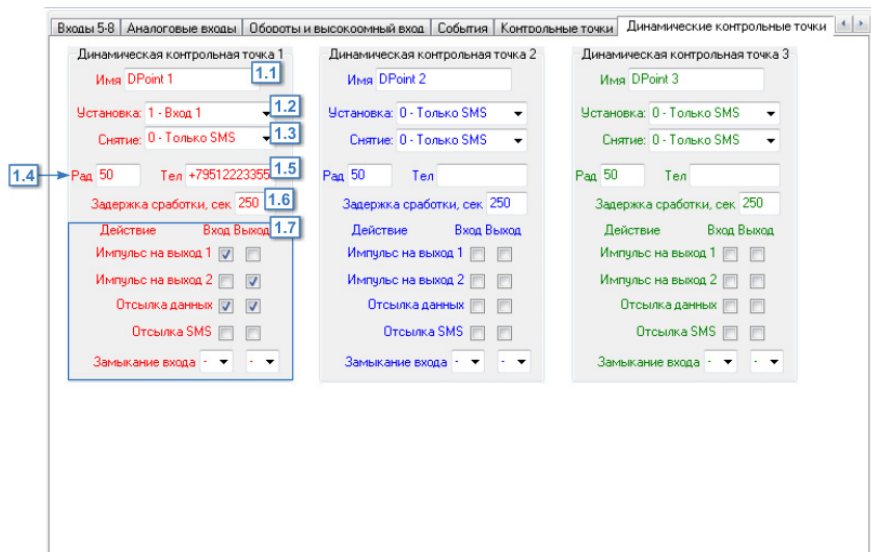 Входы 5-8 Аналоговые входы Обороты и высокоомный вход События Контрольные точки Динамические контрольные точки
Динамическая контрольная точка 1 Динамическая контрольная точка 2 Динамическая контрольная точка 3
Имя DPoint 1 1.1 Имя DPoint 2 Имя DPoint 3
Установка: 1 - Вход 1 1.2 Установка: 0 - Только SMS Установка: 0 - Только SMS
Снятие: 0 - Только SMS 1.3 Снятие: 0 - Только SMS Снятие: 0 - Только SMS
1.4 Рад 50 Тел +79512223355 1.5 Рад 50 Тел Рад 50 Тел
Задержка сработки, сек 250 1.6 Задержка сработки, сек 250 Задержка сработки, сек 250
Действие Вход Выход 1.7 Действие Вход Выход Действие Вход Выход
Импульс на выход 1 Импульс на выход 1 Импульс на выход 1
Импульс на выход 2 Импульс на выход 2 Импульс на выход 2
Отсылка данных Отсылка данных Отсылка данных
Отсылка SMS Отсылка SMS Отсылка SMS
Замыкание входа - - Замыкание входа - - Замыкание входа - -